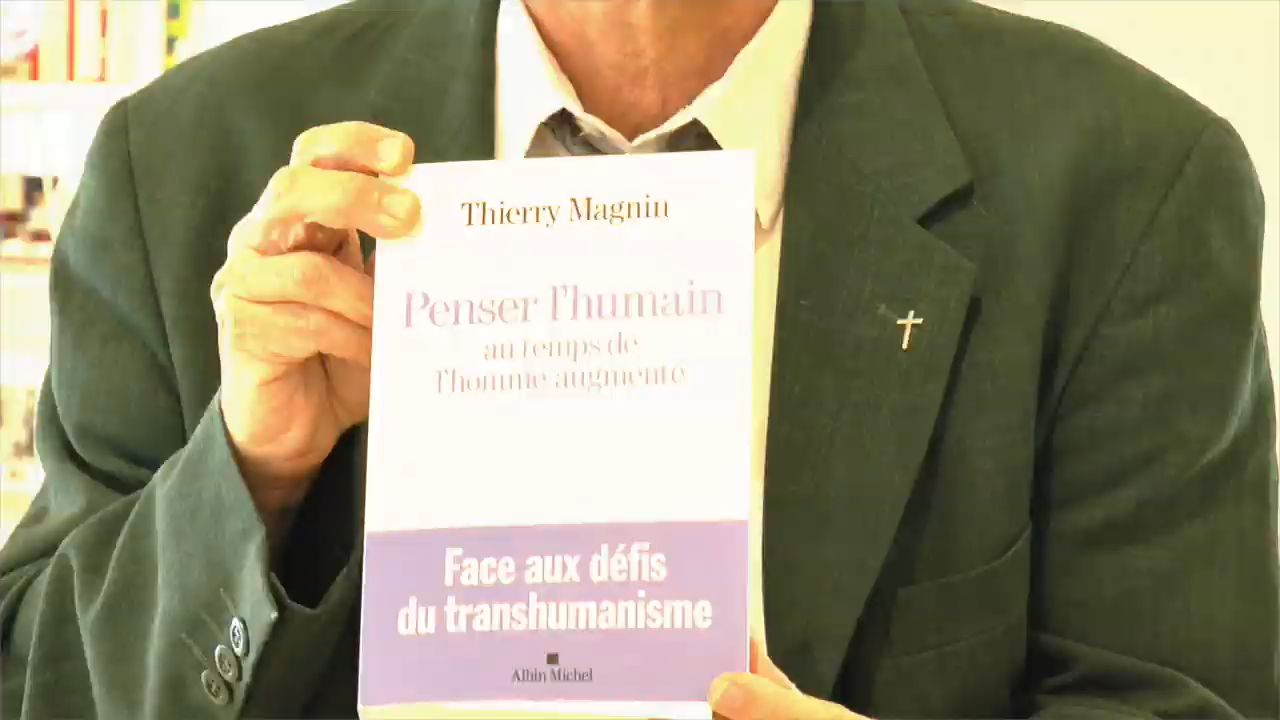 Thierry Magnin
Penser l'humain
au temps de
l'homme augmenté
Face aux défis
du transhumanisme
Albin Michel